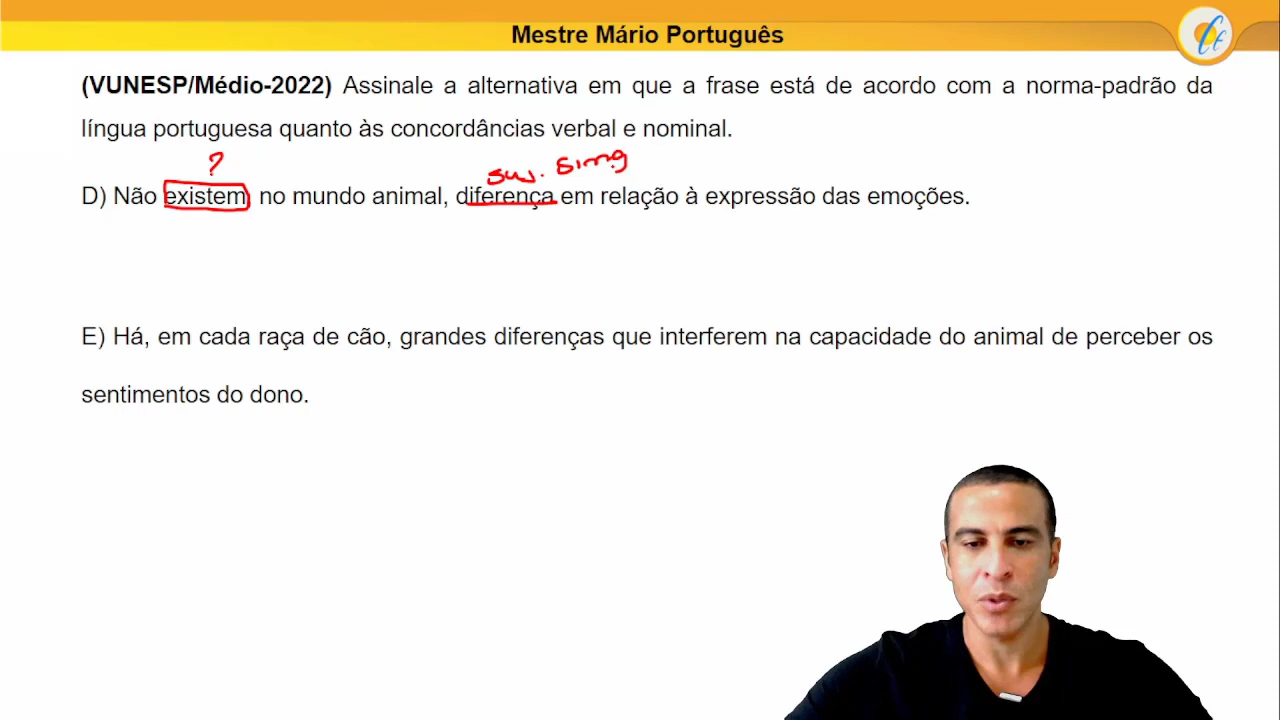 Mestre Mário Português
(VUNESP/Médio-2022) Assinale a alternativa em que a frase está de acordo com a norma-padrão da
língua portuguesa quanto às concordâncias verbal e nominal.
?
suj. sing
D) Não existem no mundo animal, diferença em relação à expressão das emoções.
E) Há, em cada raça de cão, grandes diferenças que interferem na capacidade do animal de perceber os
sentimentos do dono.